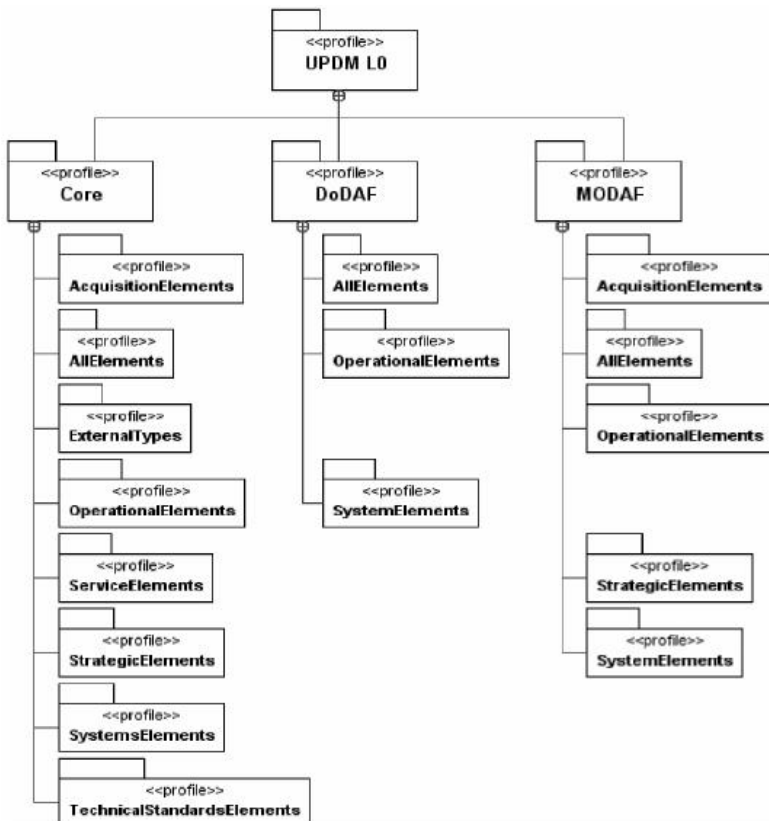 <<profile>>
UPDM L0
<<profile>>
Core
<<profile>>
DoDAF
<<profile>>
MODAF
<<profile>>
AcquisitionElements
<<profile>>
AllElements
<<profile>>
ExternalTypes
<<profile>>
OperationalElements
<<profile>>
ServiceElements
<<profile>>
StrategicElements
<<profile>>
SystemsElements
<<profile>>
TechnicalStandardsElements
<<profile>>
AllElements
<<profile>>
OperationalElements
<<profile>>
SystemElements
<<profile>>
AcquisitionElements
<<profile>>
AllElements
<<profile>>
OperationalElements
<<profile>>
StrategicElements
<<profile>>
SystemElements